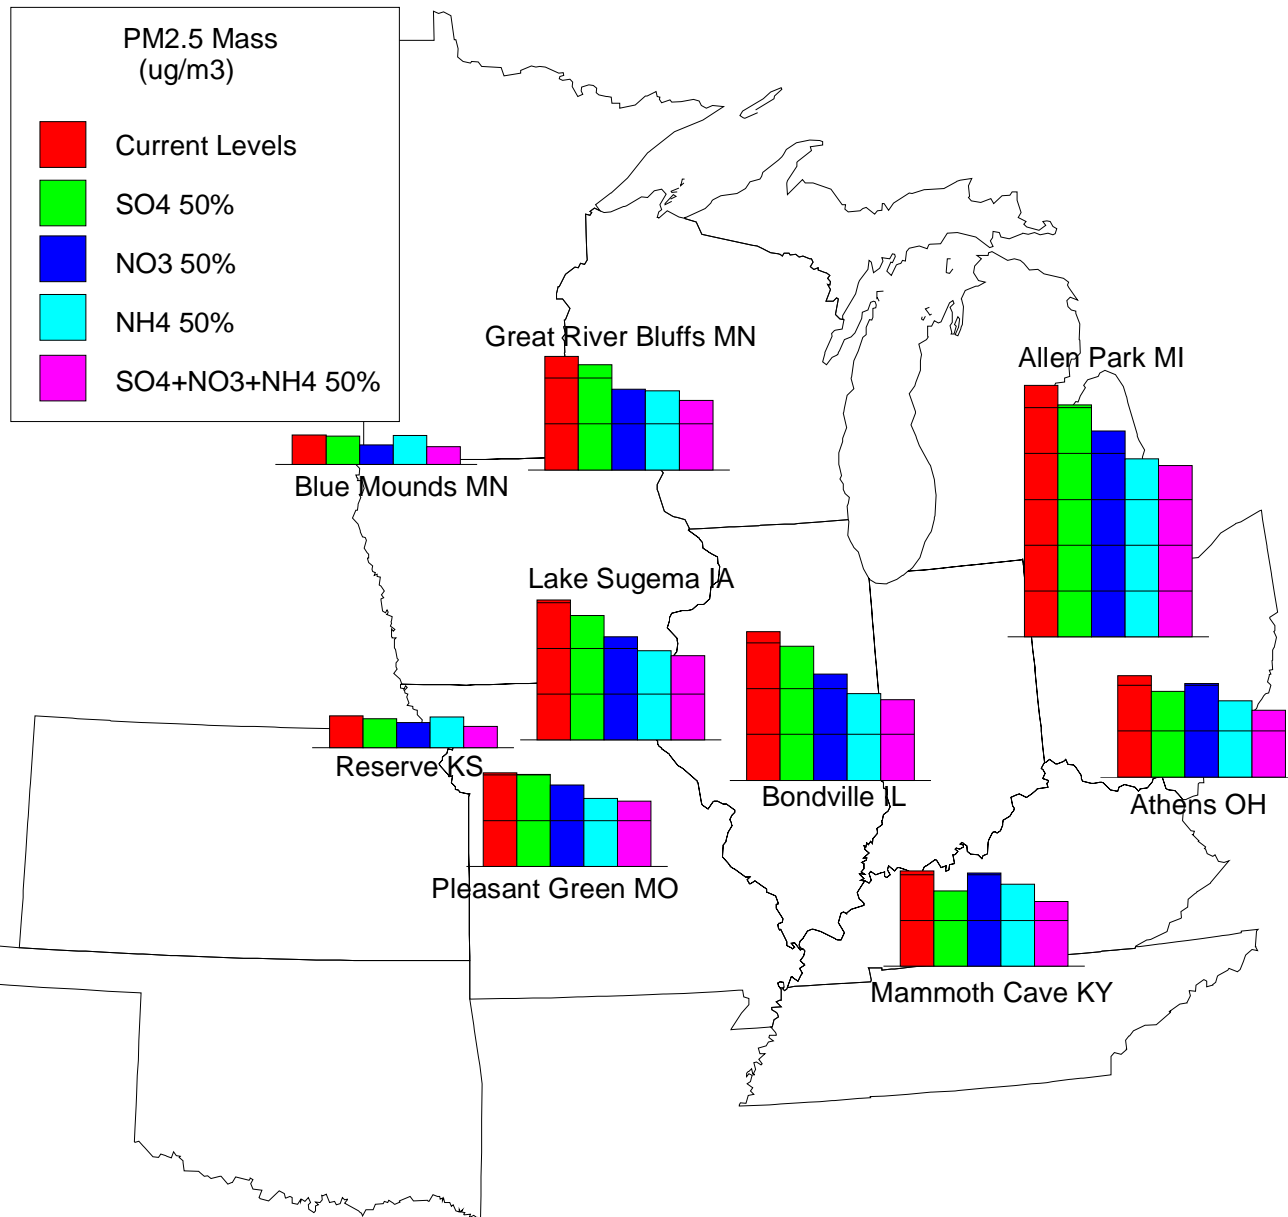 PM2.5 Mass
(ug/m3)
Current Levels
SO4 50%
NO3 50%
NH4 50%
SO4+NO3+NH4 50%
Great River Bluffs MN
Allen Park MI
Blue Mounds MN
Lake Sugema IA
Reserve KS
Bondville IL
Athens OH
Pleasant Green MO
Mammoth Cave KY